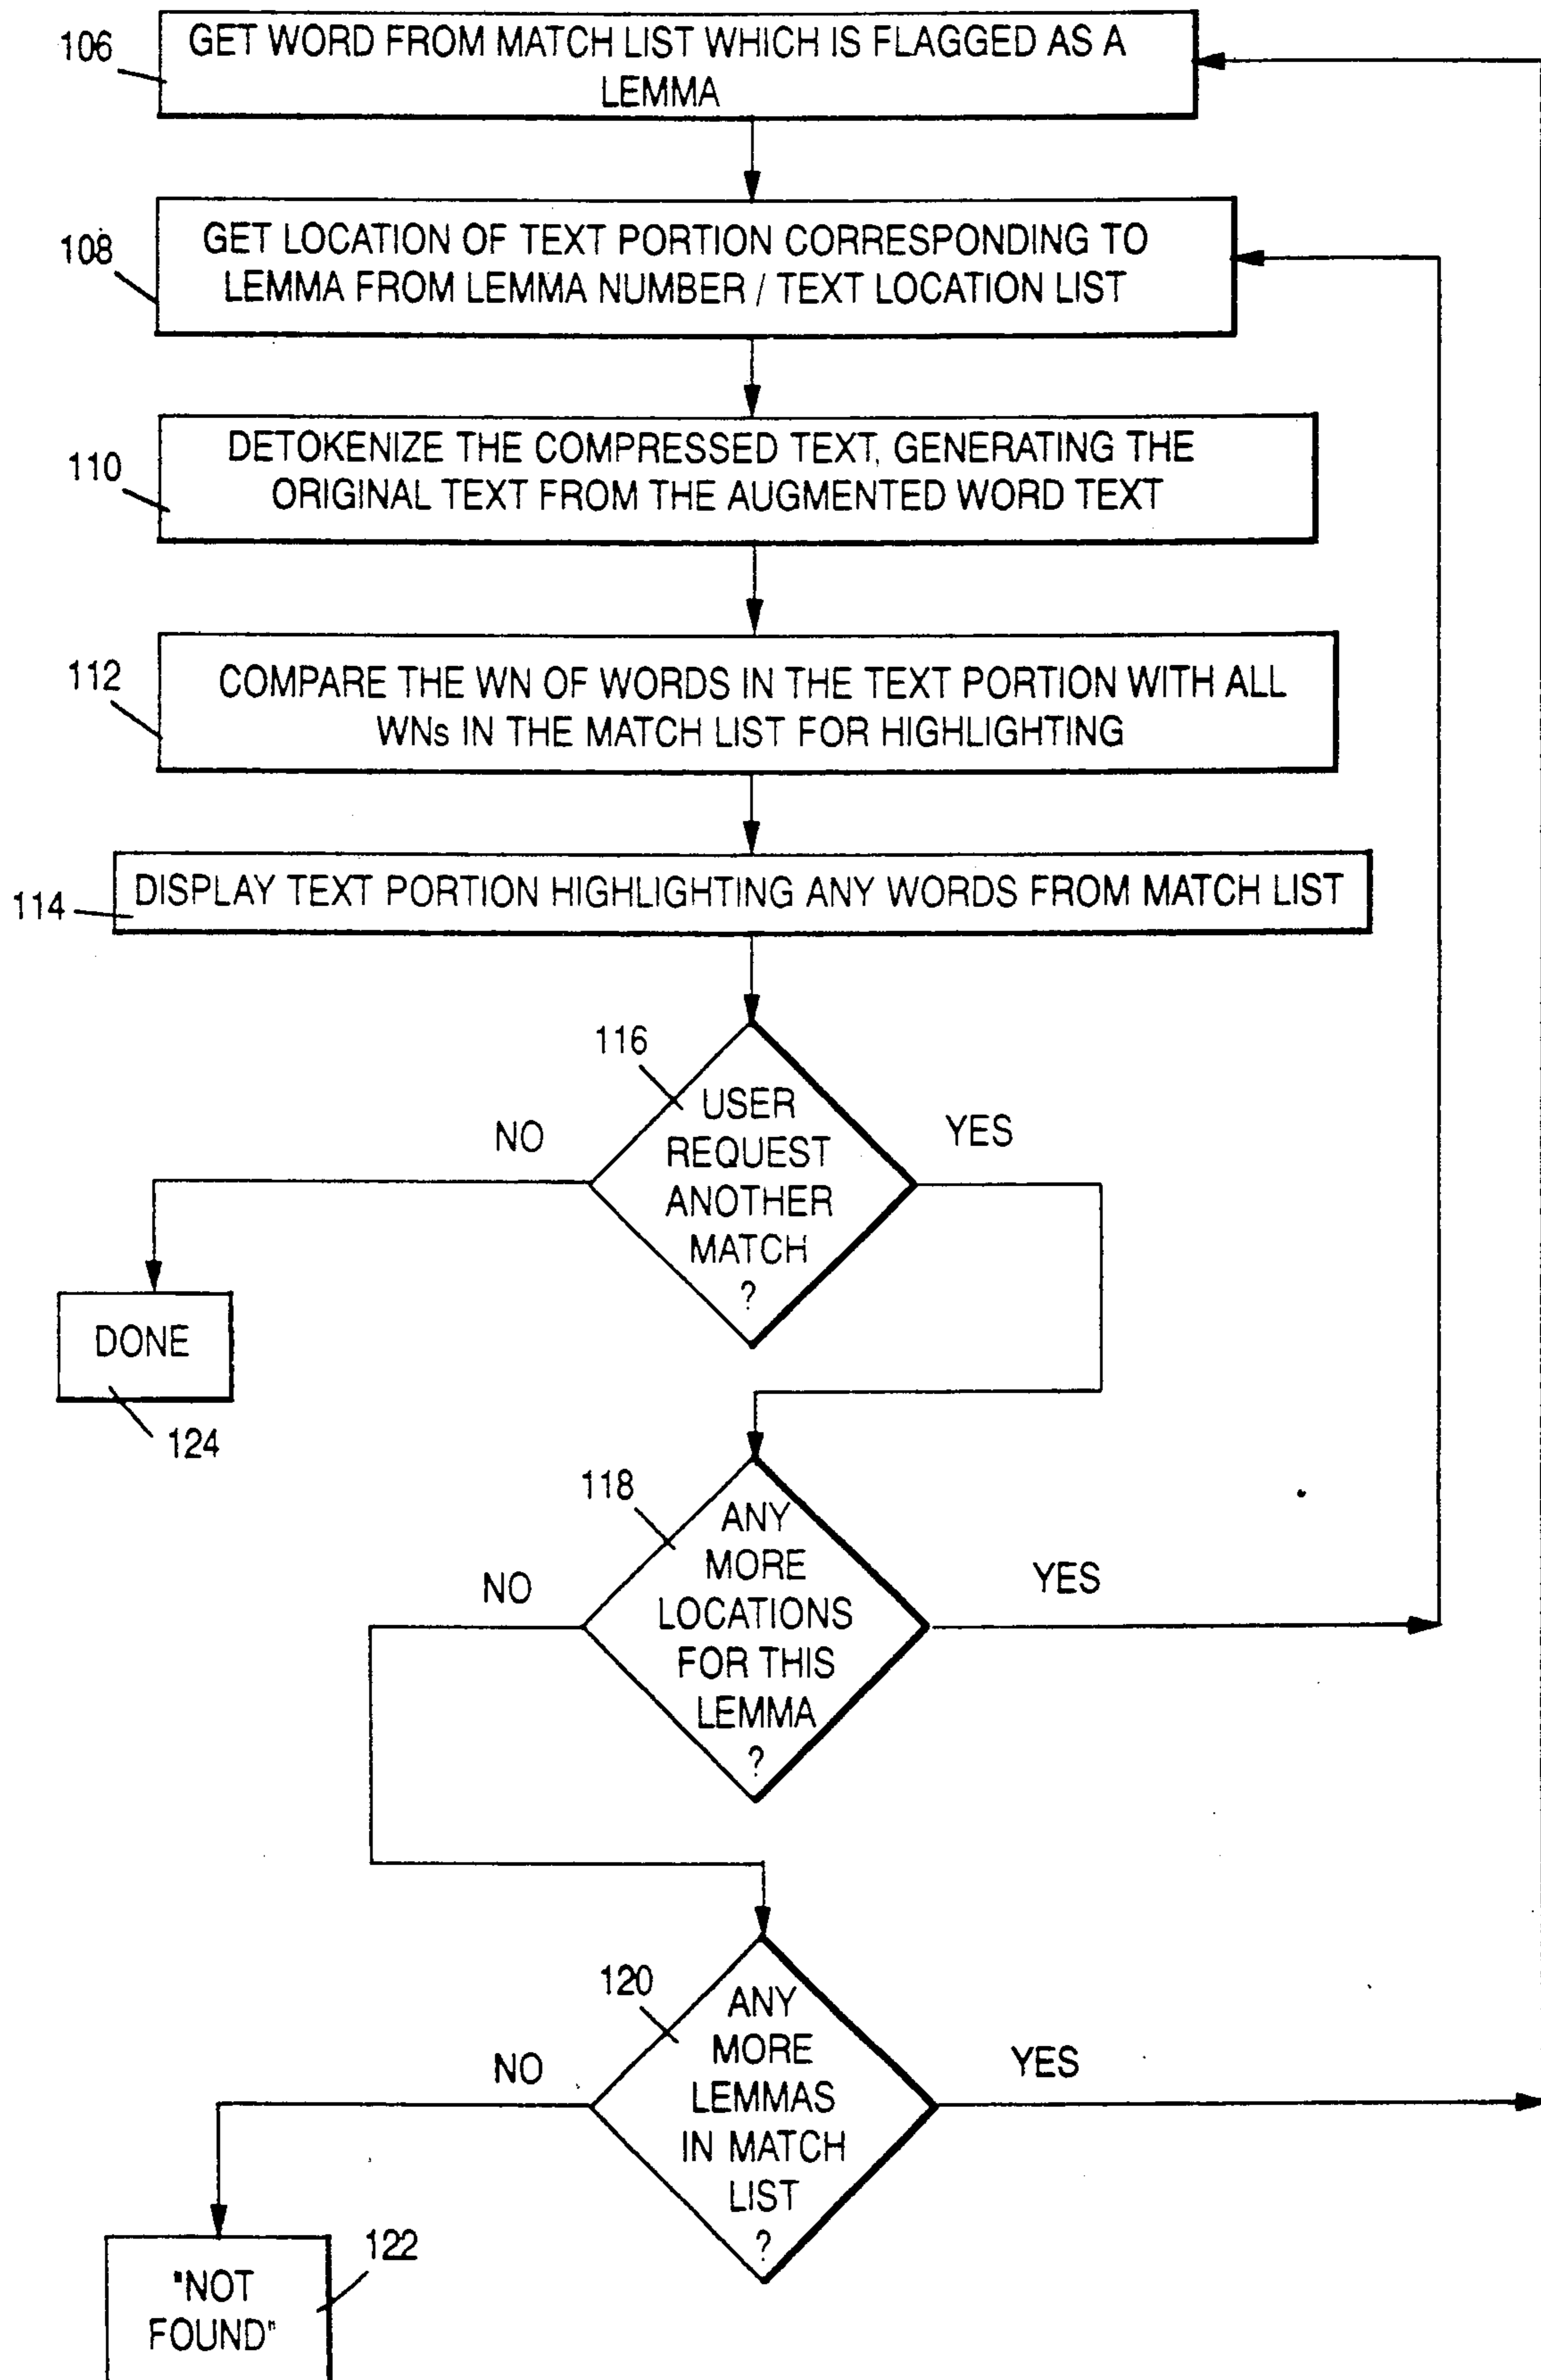 106
GET WORD FROM MATCH LIST WHICH IS FLAGGED AS A
LEMMA
108
GET LOCATION OF TEXT PORTION CORRESPONDING TO
LEMMA FROM LEMMA NUMBER / TEXT LOCATION LIST
110
DETOKENIZE THE COMPRESSED TEXT, GENERATING THE
ORIGINAL TEXT FROM THE AUGMENTED WORD TEXT
112
COMPARE THE WN OF WORDS IN THE TEXT PORTION WITH ALL
WNs IN THE MATCH LIST FOR HIGHLIGHTING
114
DISPLAY TEXT PORTION HIGHLIGHTING ANY WORDS FROM MATCH LIST
116
USER
REQUEST
ANOTHER
MATCH
?
NO
YES
DONE
124
118
ANY
MORE
LOCATIONS
FOR THIS
LEMMA
?
NO
YES
120
ANY
MORE
LEMMAS
IN MATCH
LIST
?
NO
YES
122
"NOT
FOUND"